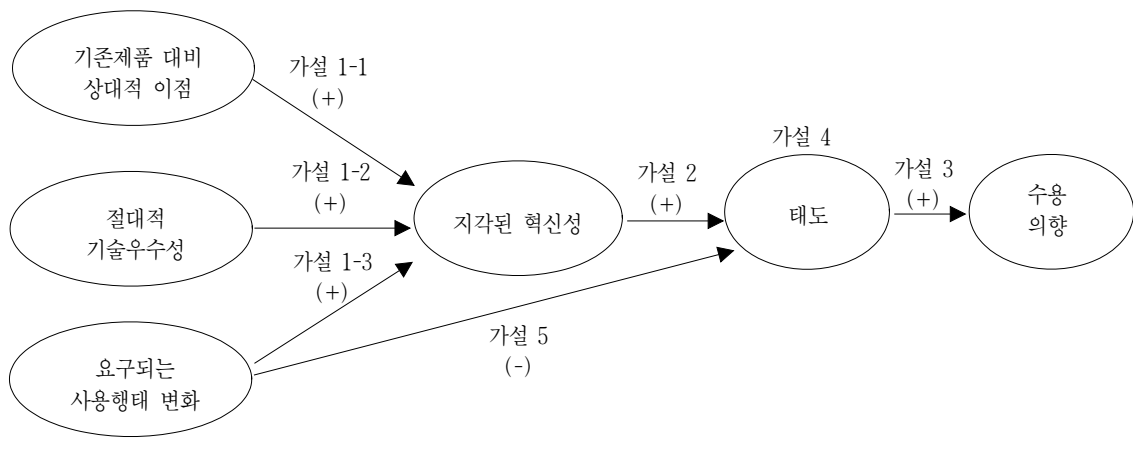 기존제품 대비
상대적 이점
가설 1-1
(+)
절대적
기술우수성
가설 1-2
(+)
요구되는
사용행태 변화
가설 1-3
(+)
지각된 혁신성
가설 2
(+)
가설 4
태도
가설 3
(+)
수용
의향
가설 5
(-)